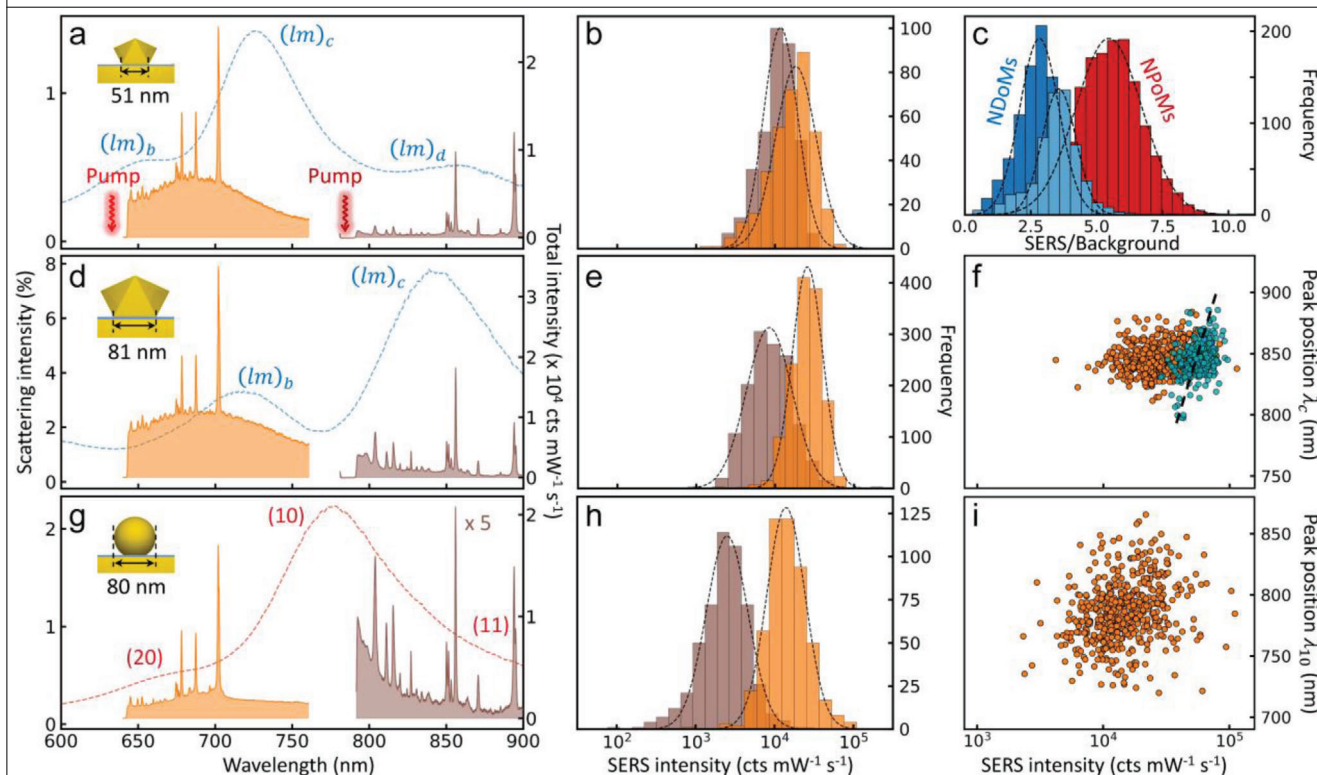 a
(lm)c
51 nm
(lm)b
(lm)d
Pump
Pump
1
0
2
1
0
b
100
80
60
40
20
0
c
NDoMs
NPoMs
200
100
0
Frequency
2.5 5.0 7.5 10.0
SERS/Background
d
(lm)c
81 nm
(lm)b
8
6
4
2
0
3
2
1
0
Scattering intensity (%)
Total intensity (x 10⁴ cts mW⁻¹ s⁻¹)
e
400
300
200
100
0
Frequency
f
900
850
800
750
Peak position λc (nm)
g
(10)
x 5
80 nm
(20)
(11)
2
1
0
2
1
0
600 650 700 750 800 850 900
Wavelength (nm)
h
125
100
75
50
25
0
10² 10³ 10⁴ 10⁵
SERS intensity (cts mW⁻¹ s⁻¹)
i
850
800
750
700
Peak position λ10 (nm)
10³ 10⁴ 10⁵
SERS intensity (cts mW⁻¹ s⁻¹)